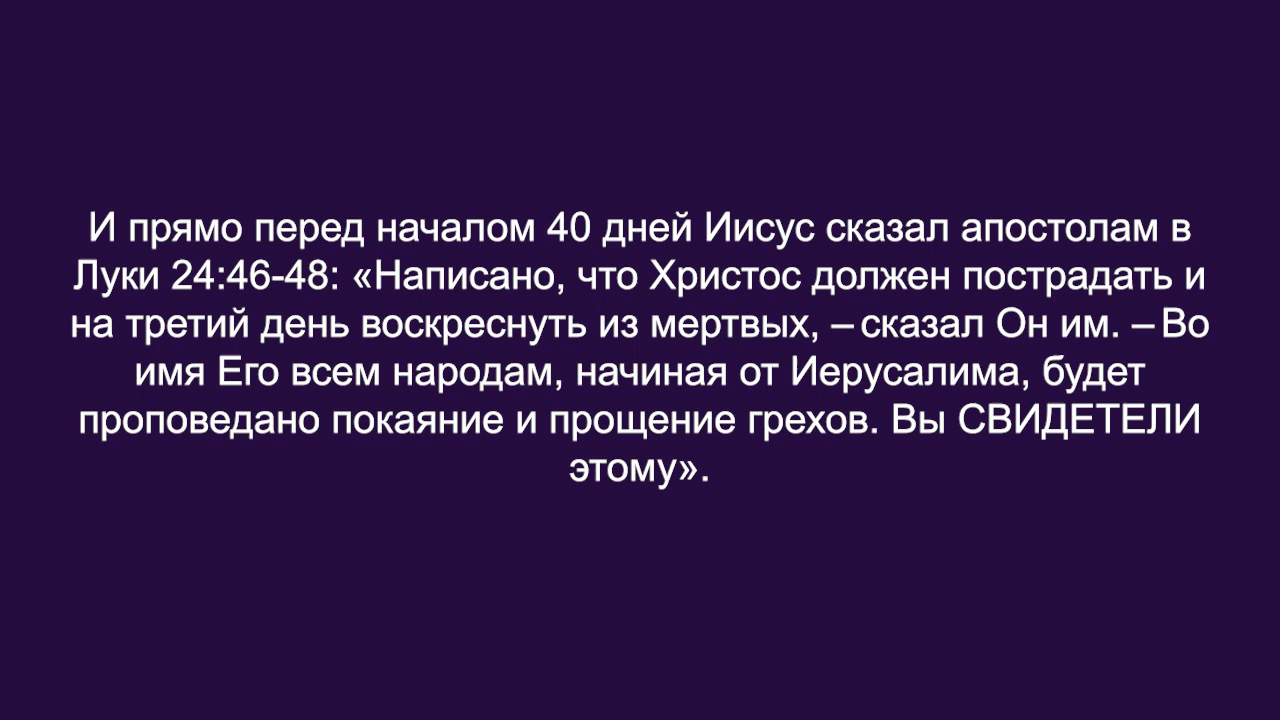 И прямо перед началом 40 дней Иисус сказал апостолам в
Луки 24:46-48: «Написано, что Христос должен пострадать и
на третий день воскреснуть из мертвых, – сказал Он им. – Во
имя Его всем народам, начиная от Иерусалима, будет
проповедано покаяние и прощение грехов. Вы СВИДЕТЕЛИ
этому».